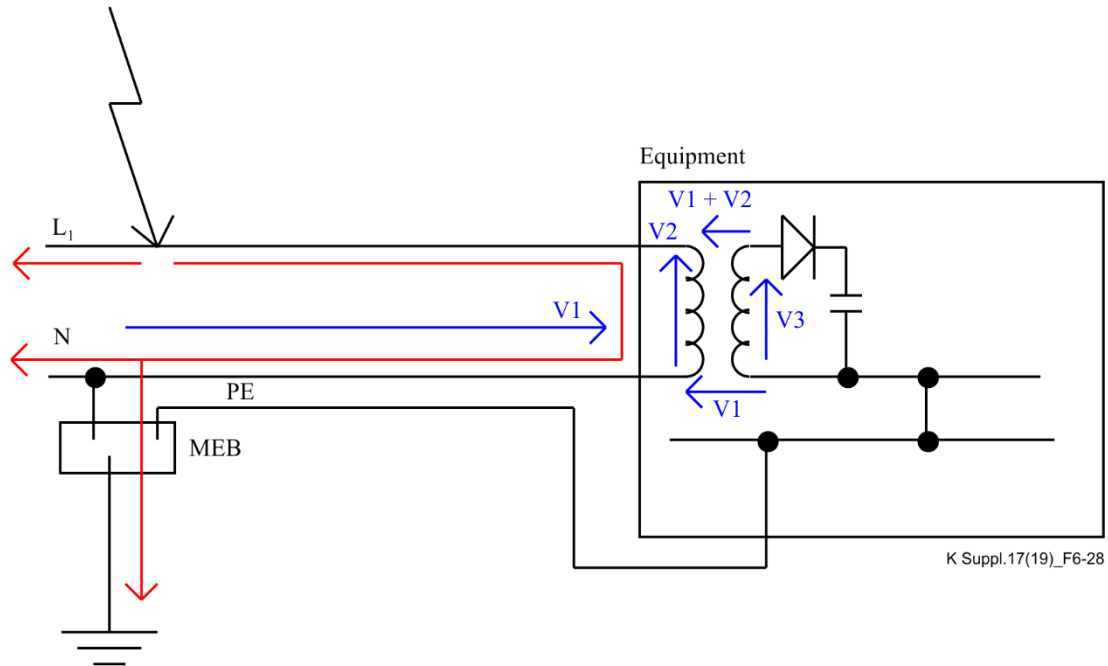 Equipment
V1 + V2
L1
V2
V1
V3
N
PE
V1
MEB
K Suppl.17(19)_F6-28